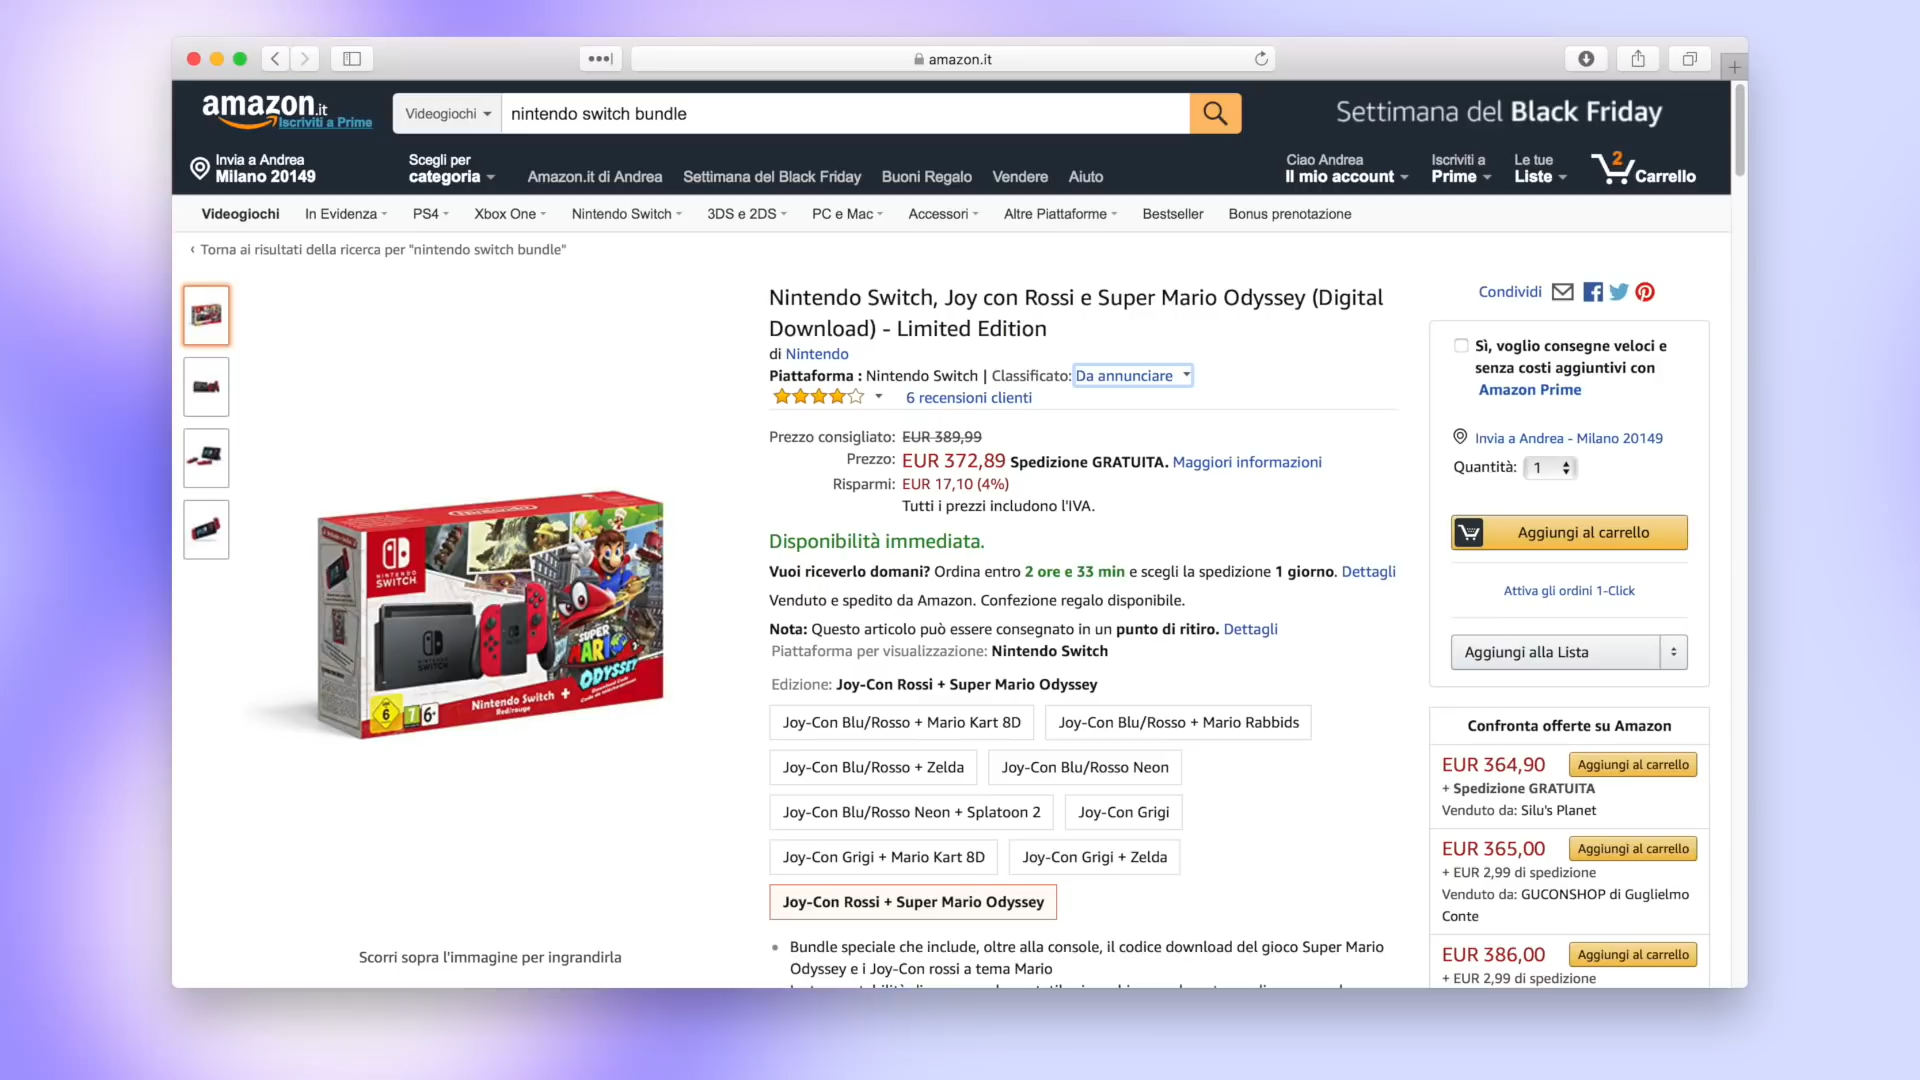 amazon.it
amazon.it
Iscriviti a Prime
Videogiochi
nintendo switch bundle
Settimana del Black Friday
Invia a Andrea
Milano 20149
Scegli per
categoria
Amazon.it di Andrea
Settimana del Black Friday
Buoni Regalo
Vendere
Aiuto
Ciao Andrea
Il mio account
Iscriviti a
Prime
Le tue
Liste
2
Carrello
Videogiochi
In Evidenza
PS4
Xbox One
Nintendo Switch
3DS e 2DS
PC e Mac
Accessori
Altre Piattaforme
Bestseller
Bonus prenotazione
‹ Torna ai risultati della ricerca per "nintendo switch bundle"
Nintendo
NINTENDO
SWITCH
NINTENDO
SWITCH
SUPER
MARIO
ODYSSEY
Nintendo Switch +
Red/rouge
6
7
6+
Scorri sopra l'immagine per ingrandirla
Nintendo Switch, Joy con Rossi e Super Mario Odyssey (Digital
Download) - Limited Edition
di Nintendo
Piattaforma : Nintendo Switch | Classificato: Da annunciare
6 recensioni clienti
Prezzo consigliato: EUR 389,99
Prezzo: EUR 372,89 Spedizione GRATUITA. Maggiori informazioni
Risparmi: EUR 17,10 (4%)
Tutti i prezzi includono l'IVA.
Disponibilità immediata.
Vuoi riceverlo domani? Ordina entro 2 ore e 33 min e scegli la spedizione 1 giorno. Dettagli
Venduto e spedito da Amazon. Confezione regalo disponibile.
Nota: Questo articolo può essere consegnato in un punto di ritiro. Dettagli
Piattaforma per visualizzazione: Nintendo Switch
Edizione: Joy-Con Rossi + Super Mario Odyssey
Joy-Con Blu/Rosso + Mario Kart 8D
Joy-Con Blu/Rosso + Mario Rabbids
Joy-Con Blu/Rosso + Zelda
Joy-Con Blu/Rosso Neon
Joy-Con Blu/Rosso Neon + Splatoon 2
Joy-Con Grigi
Joy-Con Grigi + Mario Kart 8D
Joy-Con Grigi + Zelda
Joy-Con Rossi + Super Mario Odyssey
Bundle speciale che include, oltre alla console, il codice download del gioco Super Mario
Odyssey e i Joy-Con rossi a tema Mario
Condividi
Sì, voglio consegne veloci e
senza costi aggiuntivi con
Amazon Prime
Invia a Andrea - Milano 20149
Quantità: 1
Aggiungi al carrello
Attiva gli ordini 1-Click
Aggiungi alla Lista
Confronta offerte su Amazon
EUR 364,90
Aggiungi al carrello
+ Spedizione GRATUITA
Venduto da: Silu's Planet
EUR 365,00
Aggiungi al carrello
+ EUR 2,99 di spedizione
Venduto da: GUCONSHOP di Guglielmo
Conte
EUR 386,00
Aggiungi al carrello
+ EUR 2,99 di spedizione